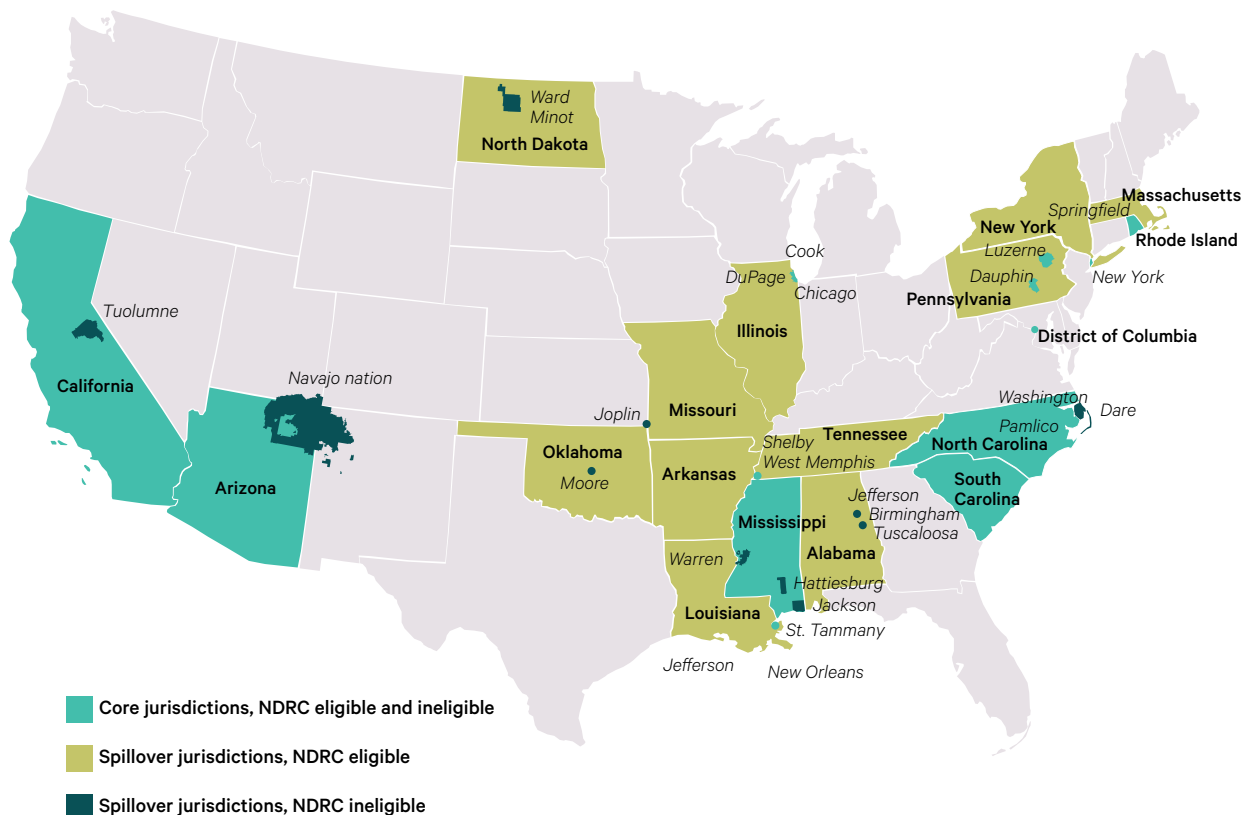 Ward
Minot
North Dakota
Massachusetts
Springfield
New York
Rhode Island
Luzerne
Cook
DuPage
Dauphin
New York
Chicago
Pennsylvania
Tuolumne
Illinois
District of Columbia
Navajo nation
California
Washington
Dare
Joplin
Missouri
Pamlico
Tennessee
North Carolina
Shelby
Oklahoma
West Memphis
Arkansas
Moore
South
Carolina
Arizona
Jefferson
Birmingham
Mississippi
Tuscaloosa
Alabama
Warren
Hattiesburg
Jackson
Louisiana
St. Tammany
Jefferson
New Orleans
Core jurisdictions, NDRC eligible and ineligible
Spillover jurisdictions, NDRC eligible
Spillover jurisdictions, NDRC ineligible